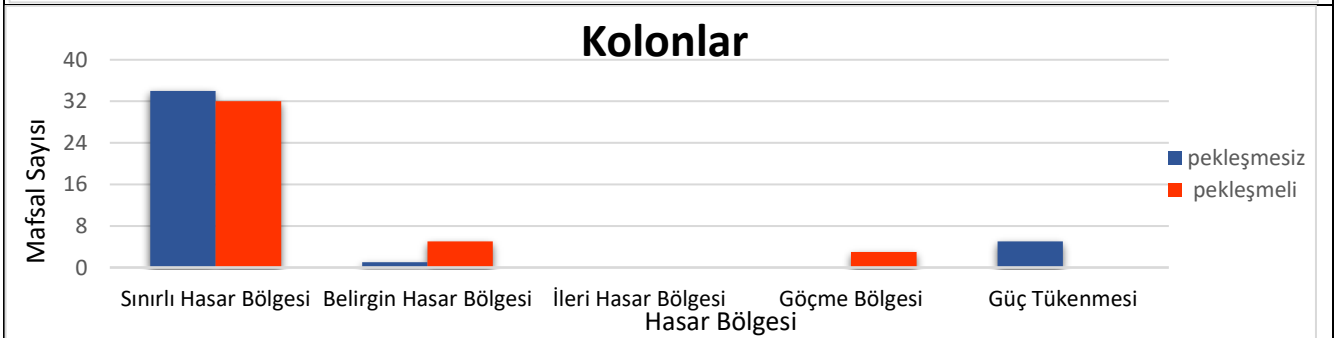 Kolonlar
40
32
24
16
8
0
Mafsal Sayısı
Sınırlı Hasar Bölgesi
Belirgin Hasar Bölgesi
İleri Hasar Bölgesi
Göçme Bölgesi
Güç Tükenmesi
Hasar Bölgesi
pekleşmesiz
pekleşmeli